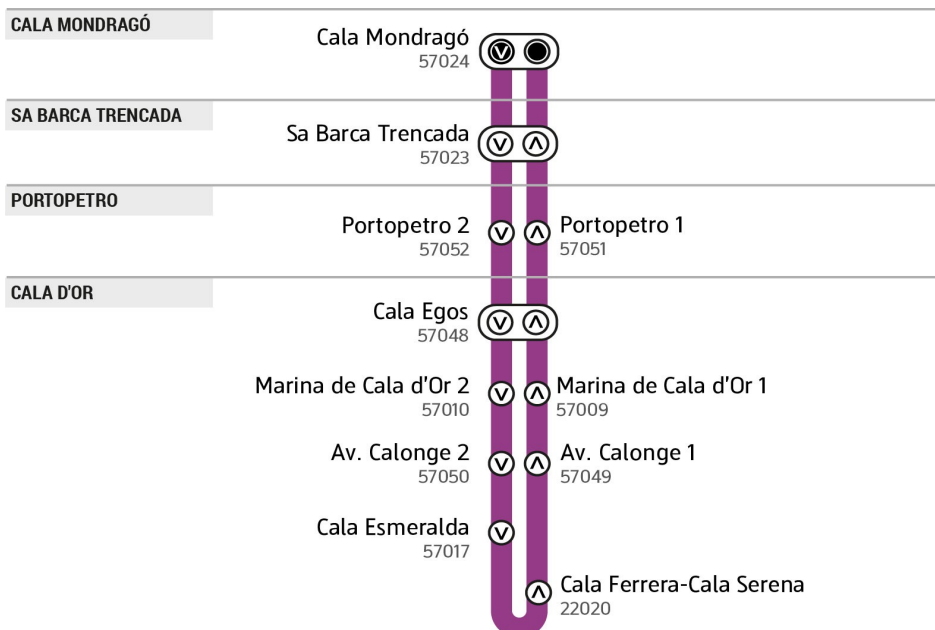 CALA MONDRAGÓ
Cala Mondragó
57024
SA BARCA TRENCADA
Sa Barca Trencada
57023
PORTOPETRO
Portopetro 2
57052
Portopetro 1
57051
CALA D'OR
Cala Egos
57048
Marina de Cala d'Or 2
57010
Marina de Cala d'Or 1
57009
Av. Calonge 2
57050
Av. Calonge 1
57049
Cala Esmeralda
57017
Cala Ferrera-Cala Serena
22020